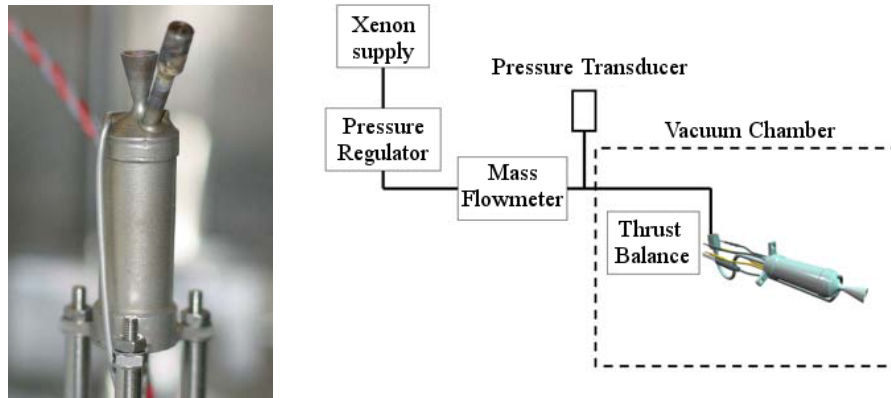 Xenon
supply
Pressure Transducer
Pressure
Regulator
Vacuum Chamber
Mass
Flowmeter
Thrust
Balance